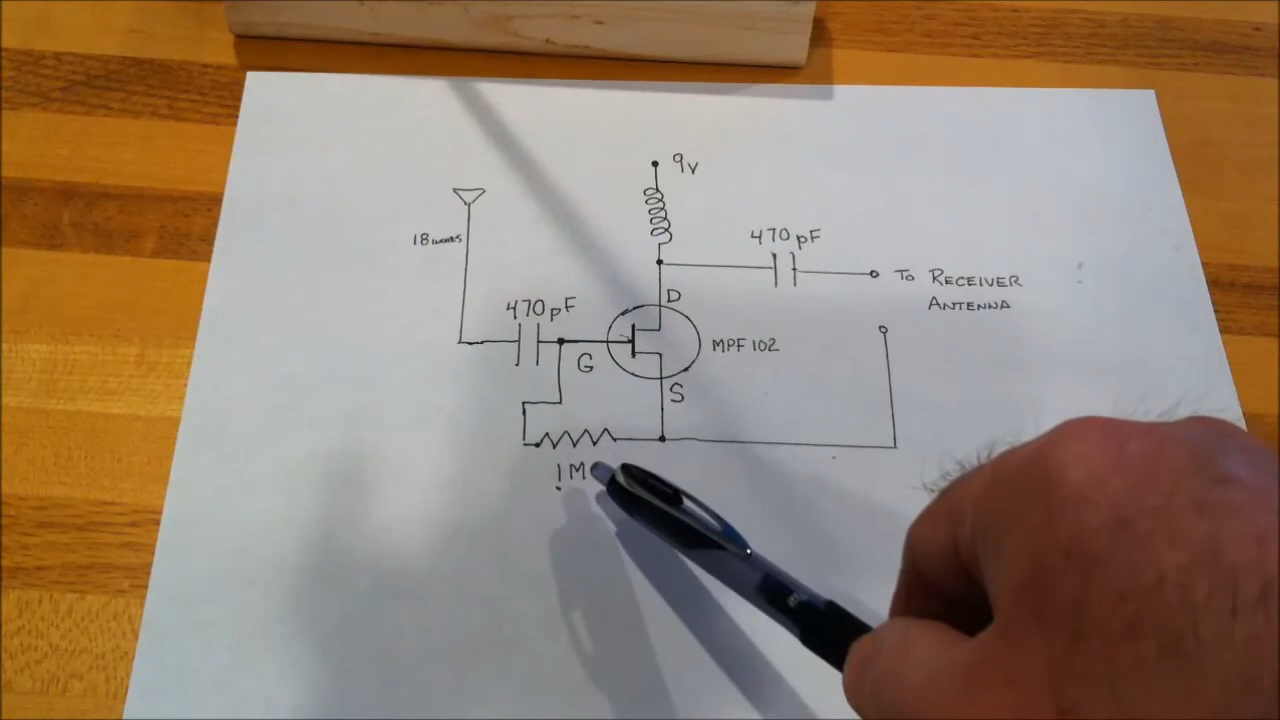 9v
18 INCHES
470 pF
470 pF
TO RECEIVER
ANTENNA
D
MPF 102
G
S
1M